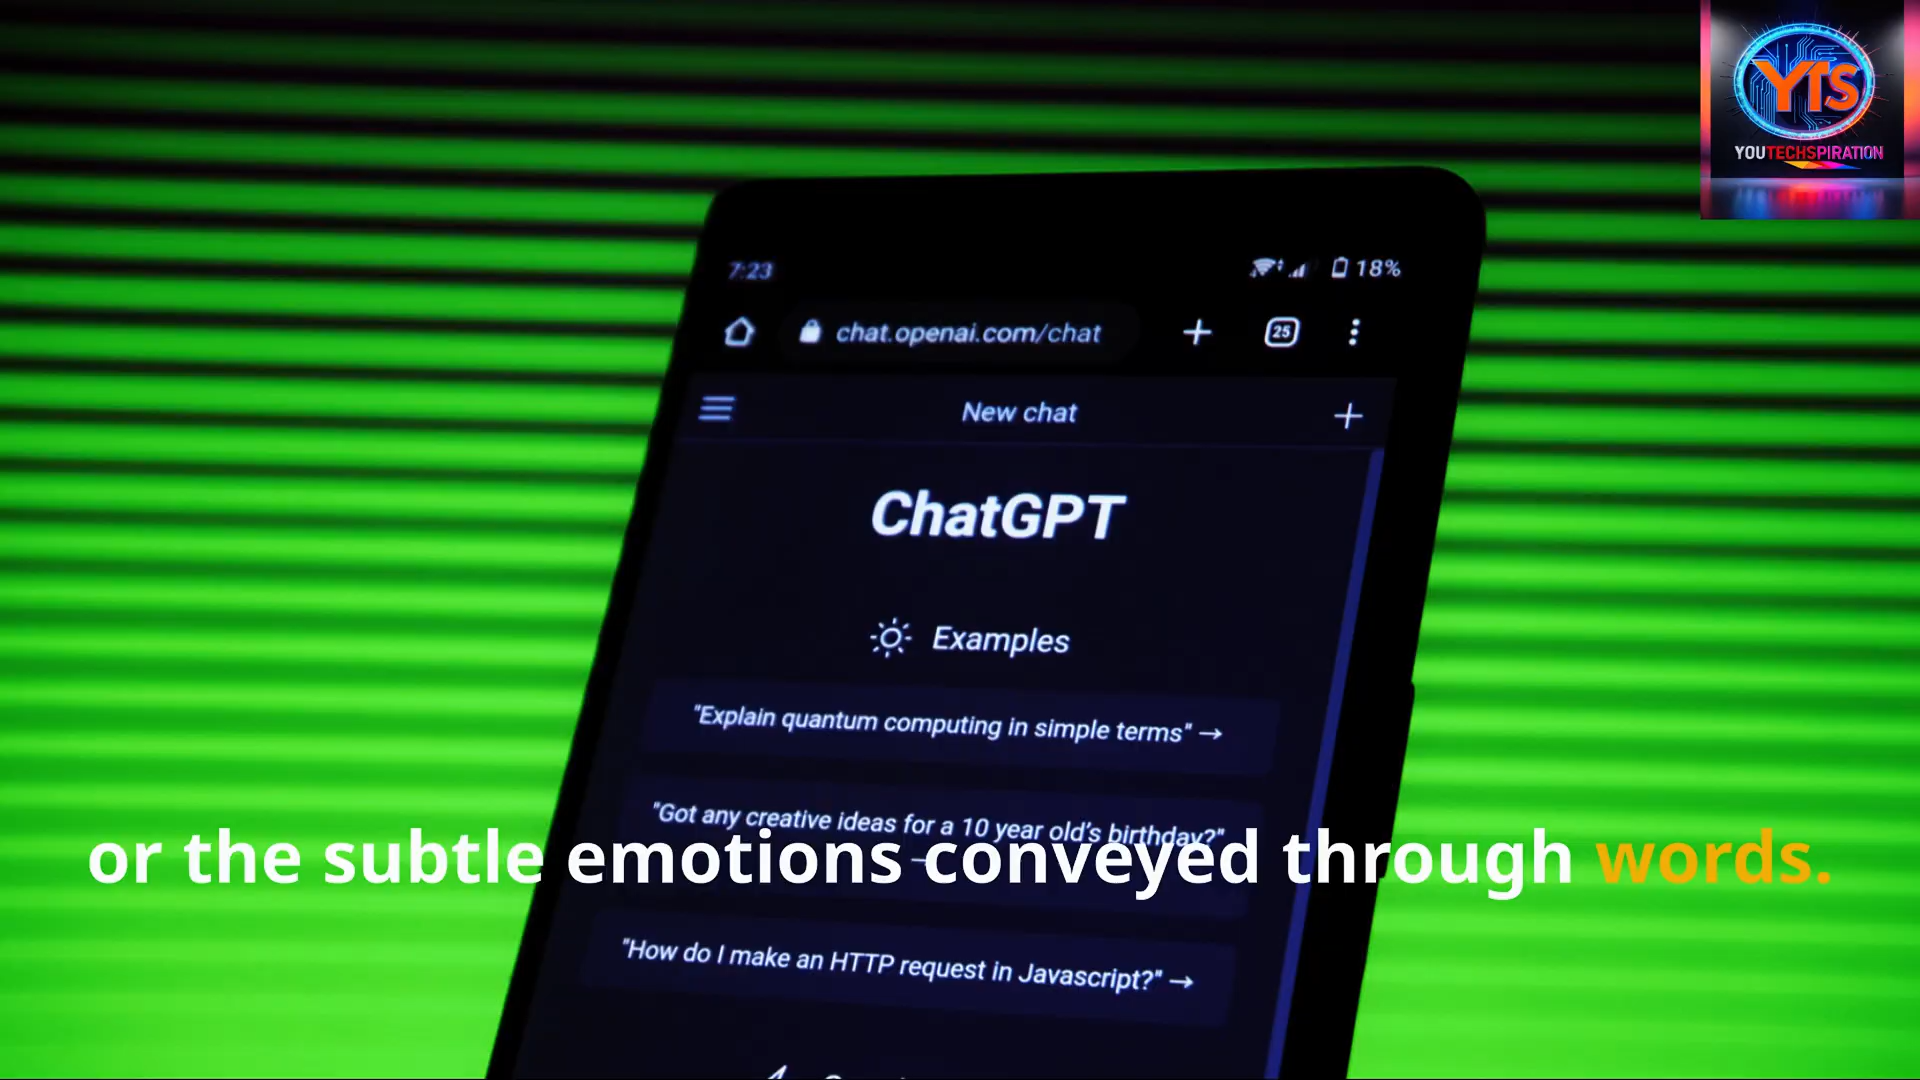 YTS
YOUTECHSPIRATION
7:23
18%
chat.openai.com/chat
25
New chat
ChatGPT
Examples
"Explain quantum computing in simple terms" →
"Got any creative ideas for a 10 year old's birthday?"
or the subtle emotions conveyed through words.
"How do I make an HTTP request in Javascript?" →